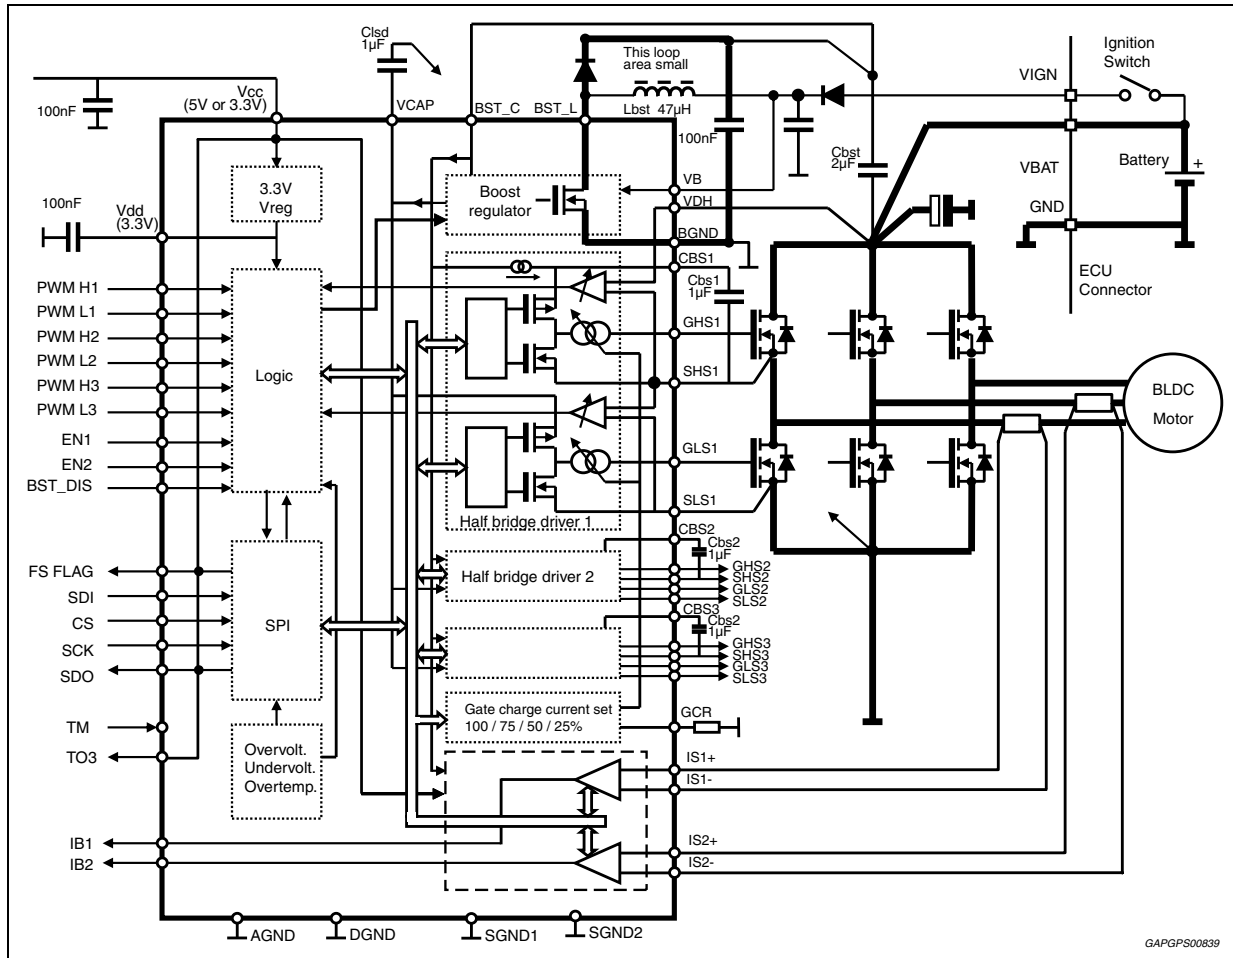 Clsd
1µF
This loop
area small
Ignition
Switch
VIGN
Vcc
(5V or 3.3V)
100nF
VCAP
BST_C
BST_L
Lbst 47µH
100nF
Cbst
2µF
VBAT
Battery
+
3.3V
Vreg
Boost
regulator
VB
VDH
100nF
Vdd
(3.3V)
GND
BGND
CBS1
Cbs1
1µF
ECU
Connector
PWM H1
PWM L1
PWM H2
PWM L2
PWM H3
PWM L3
EN1
EN2
BST_DIS
Logic
GHS1
SHS1
BLDC
Motor
GLS1
SLS1
Half bridge driver 1
CBS2
Cbs2
1µF
Half bridge driver 2
GHS2
SHS2
GLS2
SLS2
FS FLAG
SDI
CS
SCK
SDO
SPI
CBS3
Cbs2
1µF
GHS3
SHS3
GLS3
SLS3
Gate charge current set
100 / 75 / 50 / 25%
GCR
TM
TO3
Overvolt.
Undervolt.
Overtemp.
IS1+
IS1-
IB1
IB2
IS2+
IS2-
AGND
DGND
SGND1
SGND2
GAPGPS00839